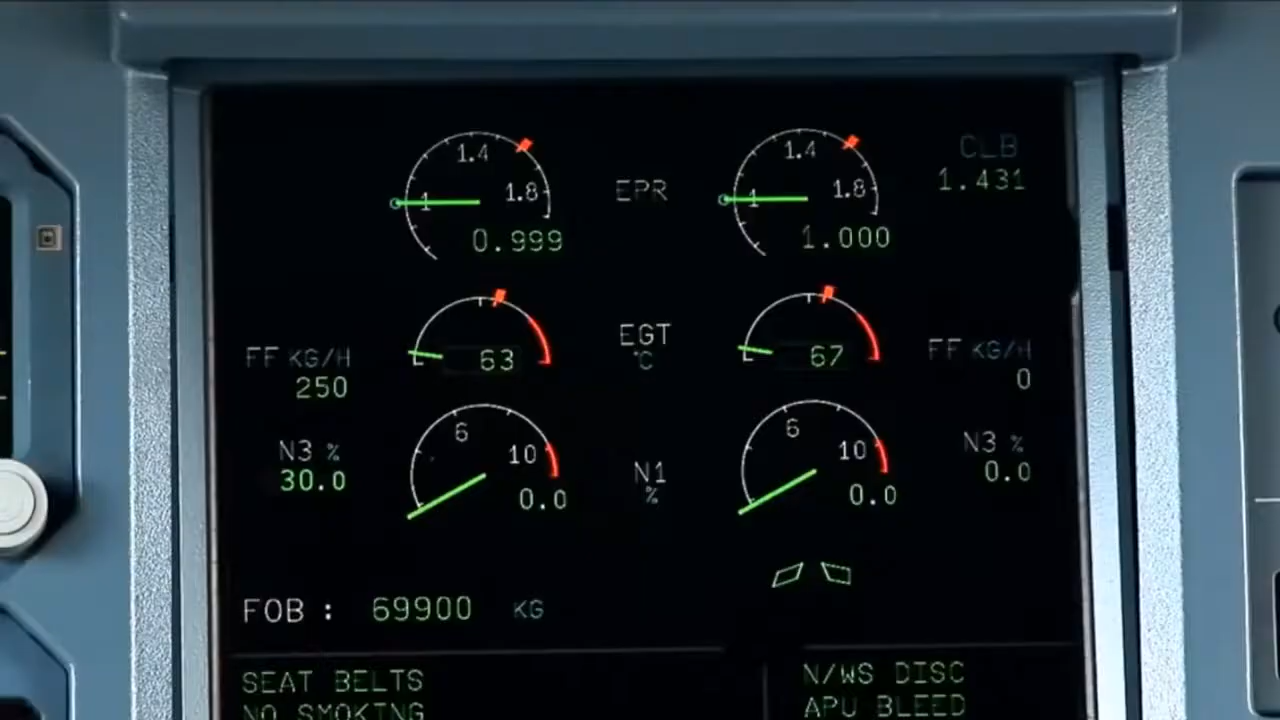 1.4 1.8 1 0.999
EPR
1.4 1.8 1 1.000
CLB
1.431
63
EGT
°C
67
FF KG/H
250
FF KG/H
0
6 10
0.0
N1
%
6 10
0.0
N3 %
30.0
N3 %
0.0
FOB : 69900 KG
SEAT BELTS
NO SMOKING
N/WS DISC
APU BLEED